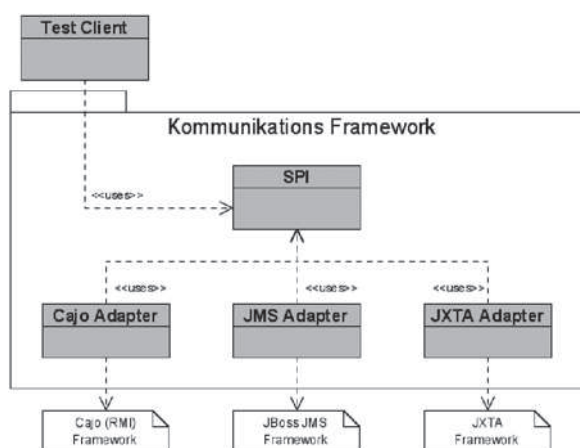 Test Client
Kommunikations Framework
<<uses>>
SPI
<<uses>>
<<uses>>
<<uses>>
Cajo Adapter
JMS Adapter
JXTA Adapter
Cajo (RMI)
Framework
JBoss JMS
Framework
JXTA
Framework